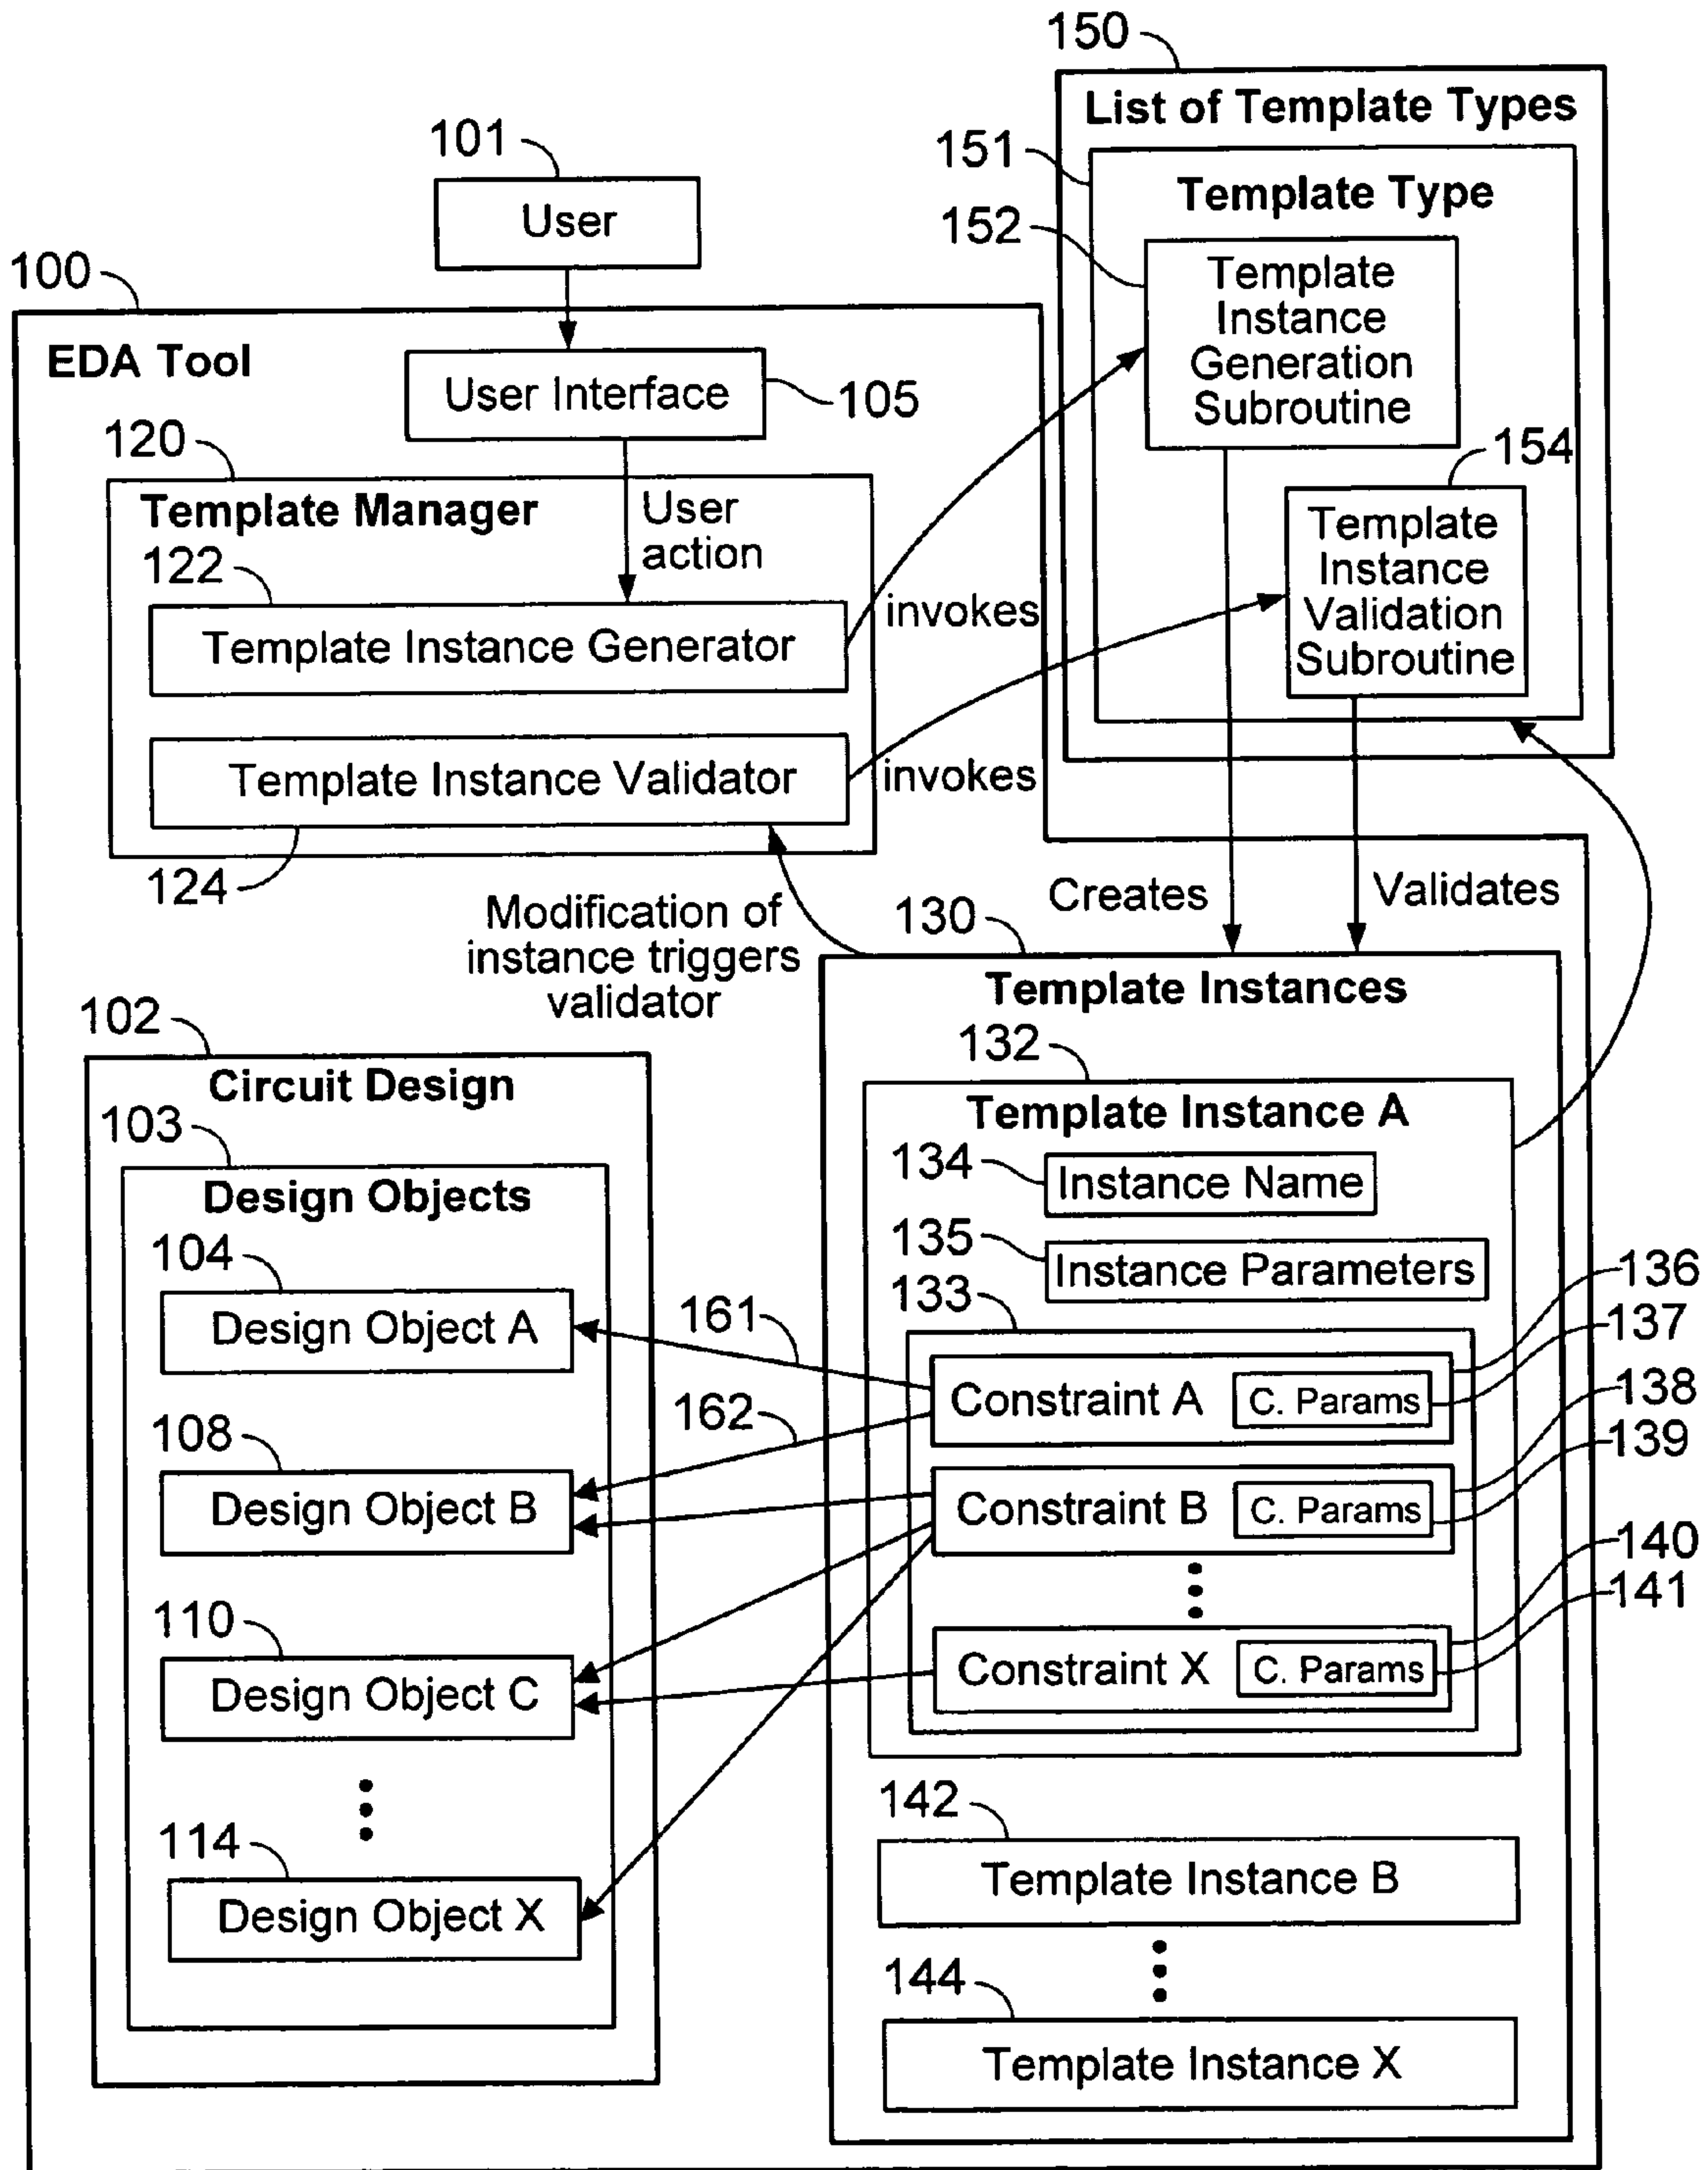 150
List of Template Types
101
151
User
Template Type
152
100
Template
Instance
Generation
Subroutine
EDA Tool
User Interface
105
120
154
Template Manager
User
action
Template
Instance
Validation
Subroutine
122
invokes
Template Instance Generator
Template Instance Validator
invokes
124
Creates
Validates
Modification of
instance triggers
validator
130
Template Instances
102
132
Circuit Design
Template Instance A
103
134
Instance Name
Design Objects
135
Instance Parameters
104
133
136
161
137
Design Object A
Constraint A
C. Params
138
162
139
108
Design Object B
Constraint B
C. Params
140
141
110
Constraint X
C. Params
Design Object C
142
114
Template Instance B
Design Object X
144
Template Instance X